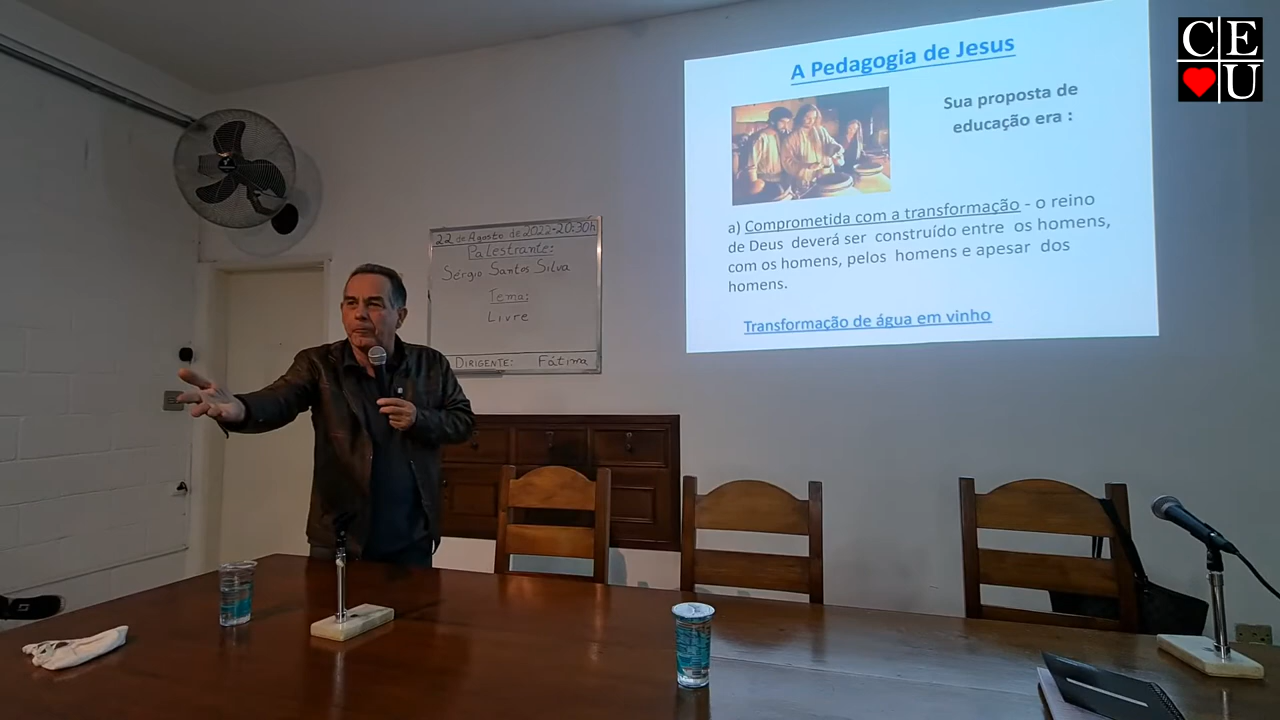 22 de Agosto de 2022-20:30h
Palestrante:
Sérgio Santos Silva
Tema:
Livre
DIRIGENTE: Fátima
A Pedagogia de Jesus
Sua proposta de
educação era :
a) Comprometida com a transformação - o reino
de Deus deverá ser construído entre os homens,
com os homens, pelos homens e apesar dos
homens.
Transformação de água em vinho
CE
U